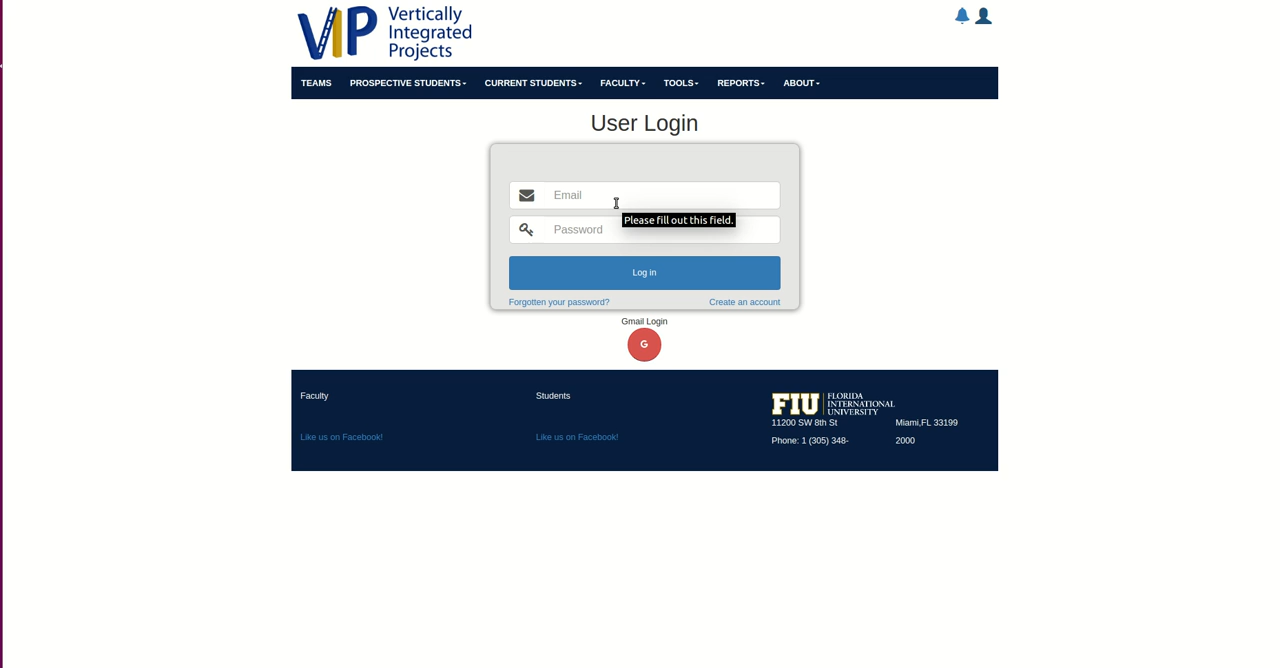 VIP Vertically
Integrated
Projects
TEAMS PROSPECTIVE STUDENTS CURRENT STUDENTS FACULTY TOOLS REPORTS ABOUT
User Login
Email
Please fill out this field.
Password
Log in
Forgotten your password? Create an account
Gmail Login
G
Faculty
Like us on Facebook!
Students
Like us on Facebook!
FIU FLORIDA
INTERNATIONAL
UNIVERSITY
11200 SW 8th St Miami,FL 33199
Phone: 1 (305) 348- 2000